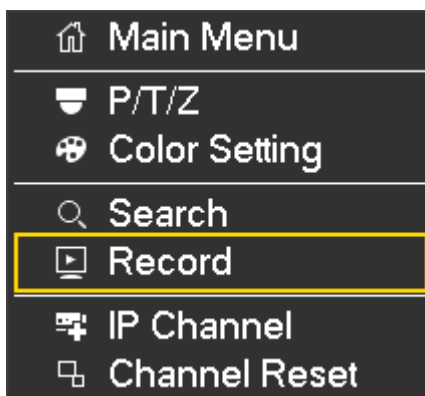 Main Menu
P/T/Z
Color Setting
Search
Record
IP Channel
Channel Reset